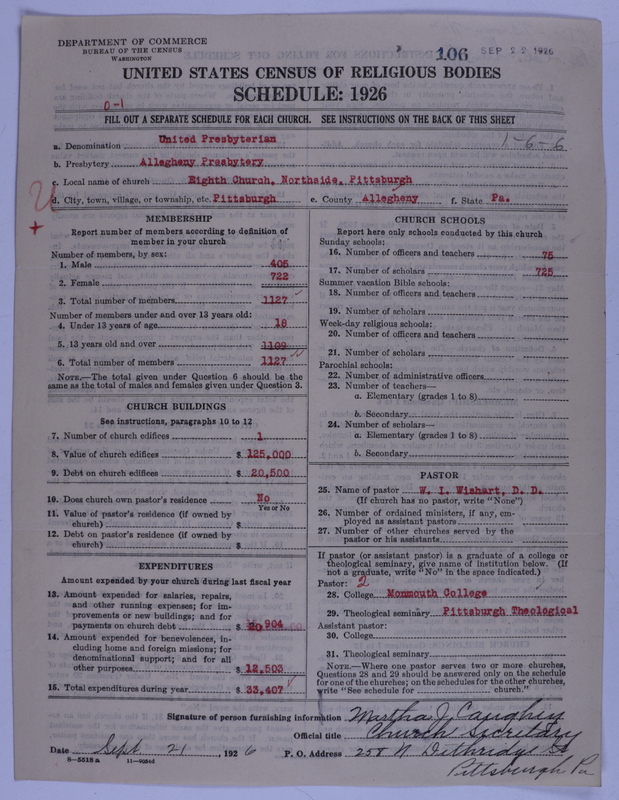 DEPARTMENT OF COMMERCE
BUREAU OF THE CENSUS
WASHINGTON
106 SEP 22 1926
UNITED STATES CENSUS OF RELIGIOUS BODIES
SCHEDULE: 1926
0-1
FILL OUT A SEPARATE SCHEDULE FOR EACH CHURCH. SEE INSTRUCTIONS ON THE BACK OF THIS SHEET
1-6-6
a. Denomination United Presbyterian
b. Presbytery Allegheny Presbytery
c. Local name of church Eighth Church, Northside, Pittsburgh
d. City, town, village, or township, etc. Pittsburgh e. County Allegheny f. State Pa.
MEMBERSHIP
Report number of members according to definition of
member in your church
Number of members, by sex:
1. Male 405
2. Female 722
3. Total number of members 1127
Number of members under and over 13 years old:
4. Under 13 years of age 18
5. 13 years old and over 1109
6. Total number of members 1127
NOTE.—The total given under Question 6 should be the
same as the total of males and females given under Question 3.
CHURCH BUILDINGS
See instructions, paragraphs 10 to 12
7. Number of church edifices 1
8. Value of church edifices $ 125,000
9. Debt on church edifices $ 20,500
10. Does church own pastor's residence No
Yes or No
11. Value of pastor's residence (if owned by
church) $
12. Debt on pastor's residence (if owned by
church) $
EXPENDITURES
Amount expended by your church during last fiscal year
13. Amount expended for salaries, repairs,
and other running expenses; for im-
provements or new buildings; and for
payments on church debt $ 20,904
14. Amount expended for benevolences, in-
cluding home and foreign missions; for
denominational support; and for all
other purposes $ 12,503
15. Total expenditures during year $ 33,407
CHURCH SCHOOLS
Report here only schools conducted by this church
Sunday schools:
16. Number of officers and teachers 75
17. Number of scholars 725
Summer vacation Bible schools:
18. Number of officers and teachers
19. Number of scholars
Week-day religious schools:
20. Number of officers and teachers
21. Number of scholars
Parochial schools:
22. Number of administrative officers
23. Number of teachers—
a. Elementary (grades 1 to 8)
b. Secondary
24. Number of scholars—
a. Elementary (grades 1 to 8)
b. Secondary
PASTOR
25. Name of pastor W. I. Wishart, D. D.
(If church has no pastor, write "None")
26. Number of ordained ministers, if any, em-
ployed as assistant pastors
27. Number of other churches served by the
pastor or his assistants
If pastor (or assistant pastor) is a graduate of a college or
theological seminary, give name of institution below. (If
not a graduate, write "No" in the space indicated.)
Pastor: 2
28. College Monmouth College
29. Theological seminary Pittsburgh Theological
Assistant pastor:
30. College
31. Theological seminary
NOTE.—Where one pastor serves two or more churches,
Questions 28 and 29 should be answered only on the schedule
for one of the churches; on the schedules for the other churches,
write "See schedule for church."
Signature of person furnishing information Martha J. Caughey
Official title Church Secretary
Date Sept 21, 1926 P. O. Address 258 N Dithridge St
Pittsburgh Pa
8-5518 a